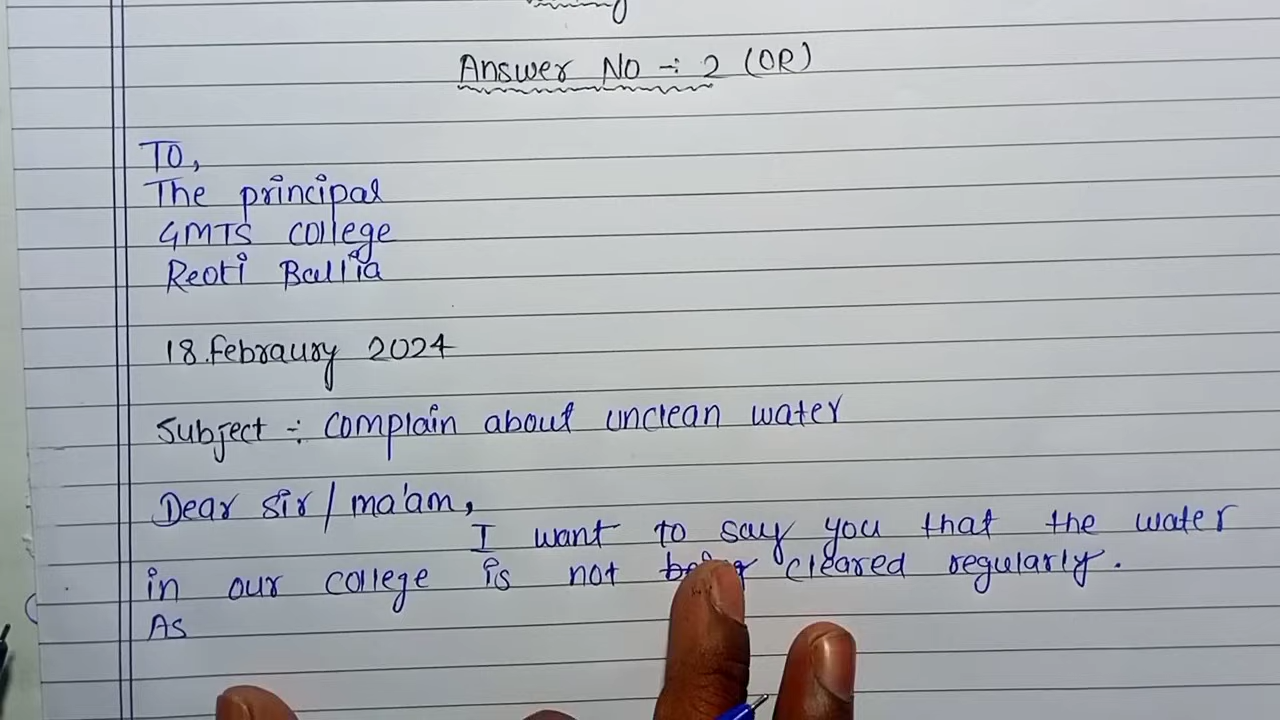 Answer No -: 2 (OR)
To,
The principal
GMTS college
Reoti Ballia
18. Febraury 2024
Subject -: complain about unclean water
Dear Sir / ma'am,
I want to say you that the water
in our college is not being cleared regularly.
As